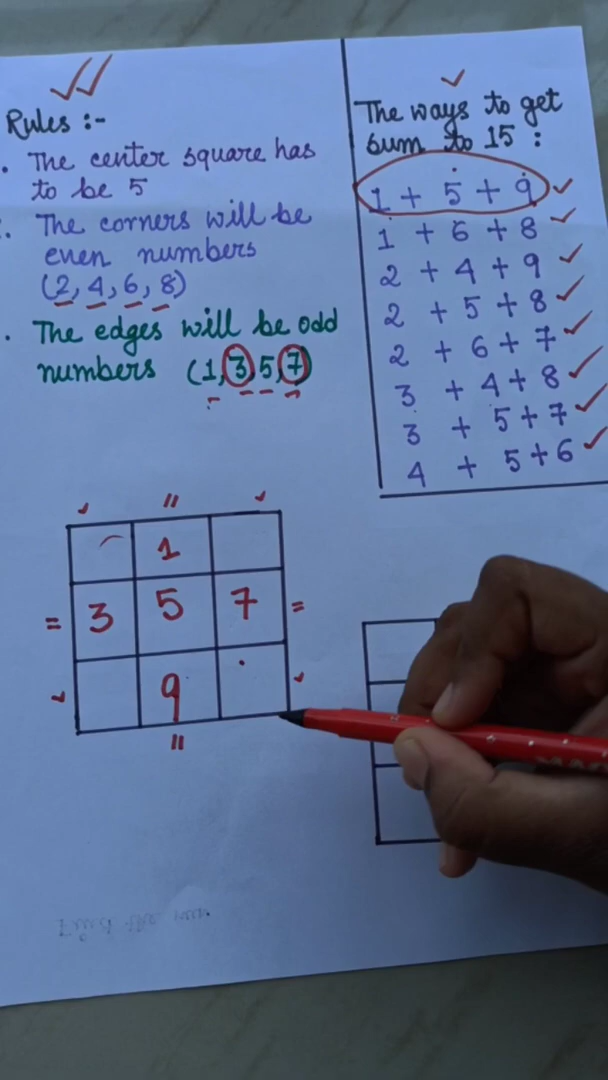 Rules :-
. The center square has
to be 5
. The corners will be
even numbers
(2, 4, 6, 8)
. The edges will be odd
numbers (1, 3, 5, 7)
The ways to get
sum to 15 :
1 + 5 + 9
1 + 6 + 8
2 + 4 + 9
2 + 5 + 8
2 + 6 + 7
3 + 4 + 8
3 + 5 + 7
4 + 5 + 6
1
3 5 7
9